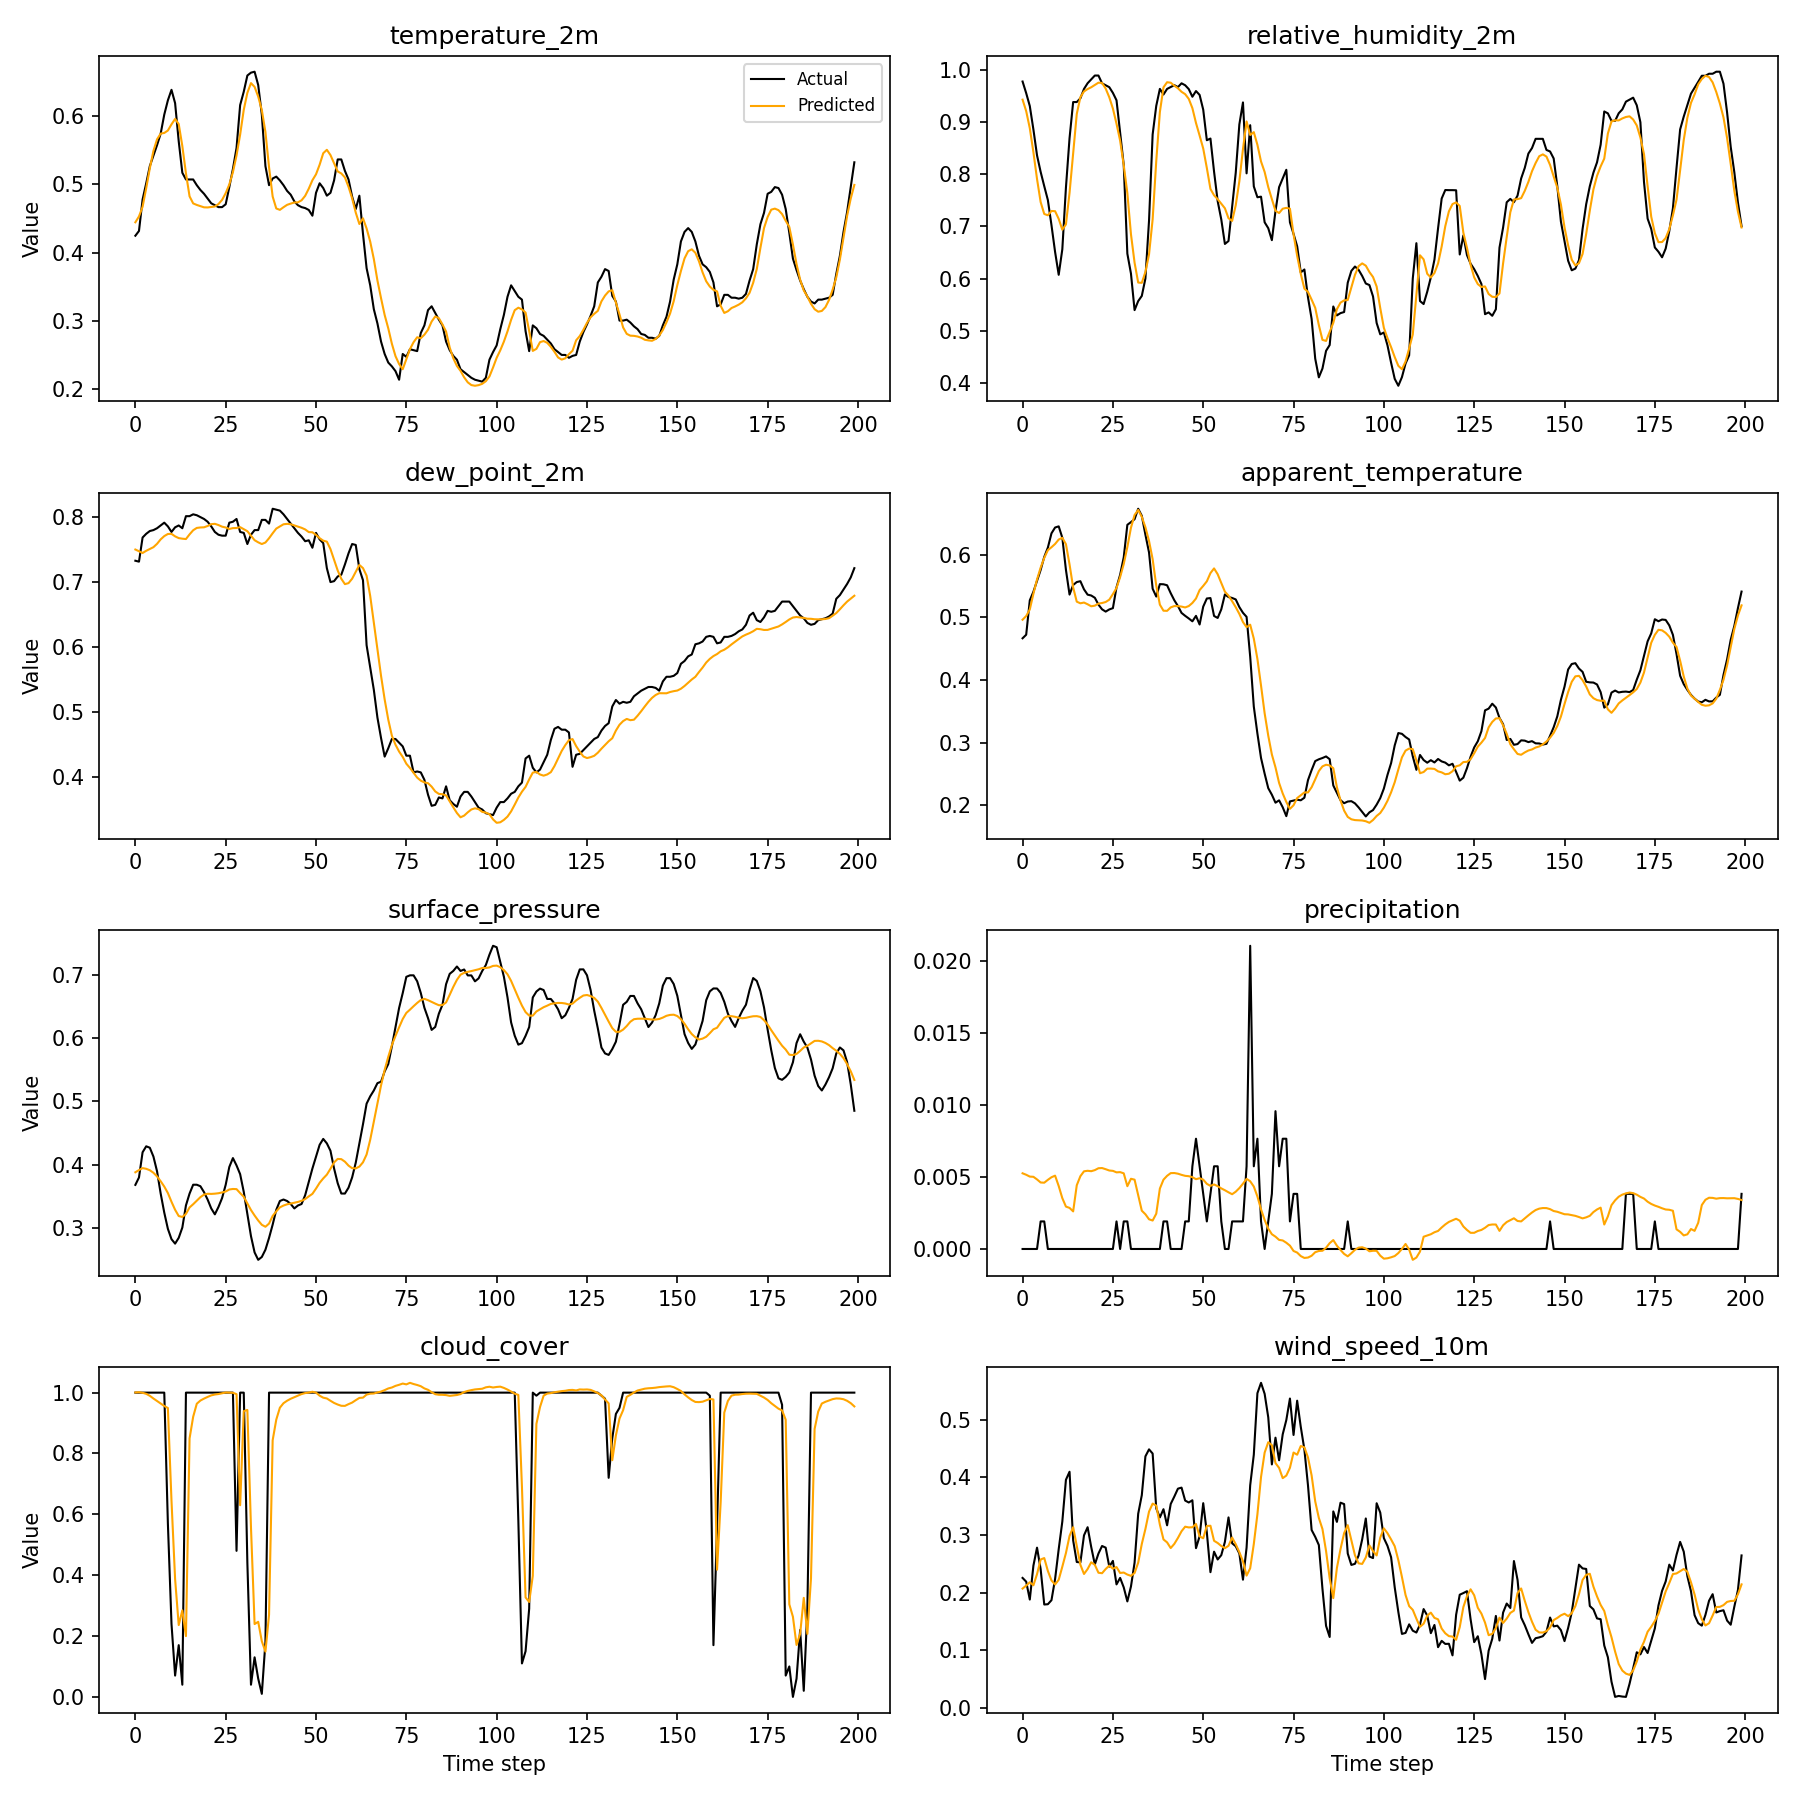 temperature_2m
Value
0.6
0.5
0.4
0.3
0.2
0 25 50 75 100 125 150 175 200
Actual
Predicted
relative_humidity_2m
1.0
0.9
0.8
0.7
0.6
0.5
0.4
0 25 50 75 100 125 150 175 200
dew_point_2m
Value
0.8
0.7
0.6
0.5
0.4
0 25 50 75 100 125 150 175 200
apparent_temperature
0.6
0.5
0.4
0.3
0.2
0 25 50 75 100 125 150 175 200
surface_pressure
Value
0.7
0.6
0.5
0.4
0.3
0 25 50 75 100 125 150 175 200
precipitation
0.020
0.015
0.010
0.005
0.000
0 25 50 75 100 125 150 175 200
cloud_cover
Value
1.0
0.8
0.6
0.4
0.2
0.0
0 25 50 75 100 125 150 175 200
Time step
wind_speed_10m
0.5
0.4
0.3
0.2
0.1
0.0
0 25 50 75 100 125 150 175 200
Time step